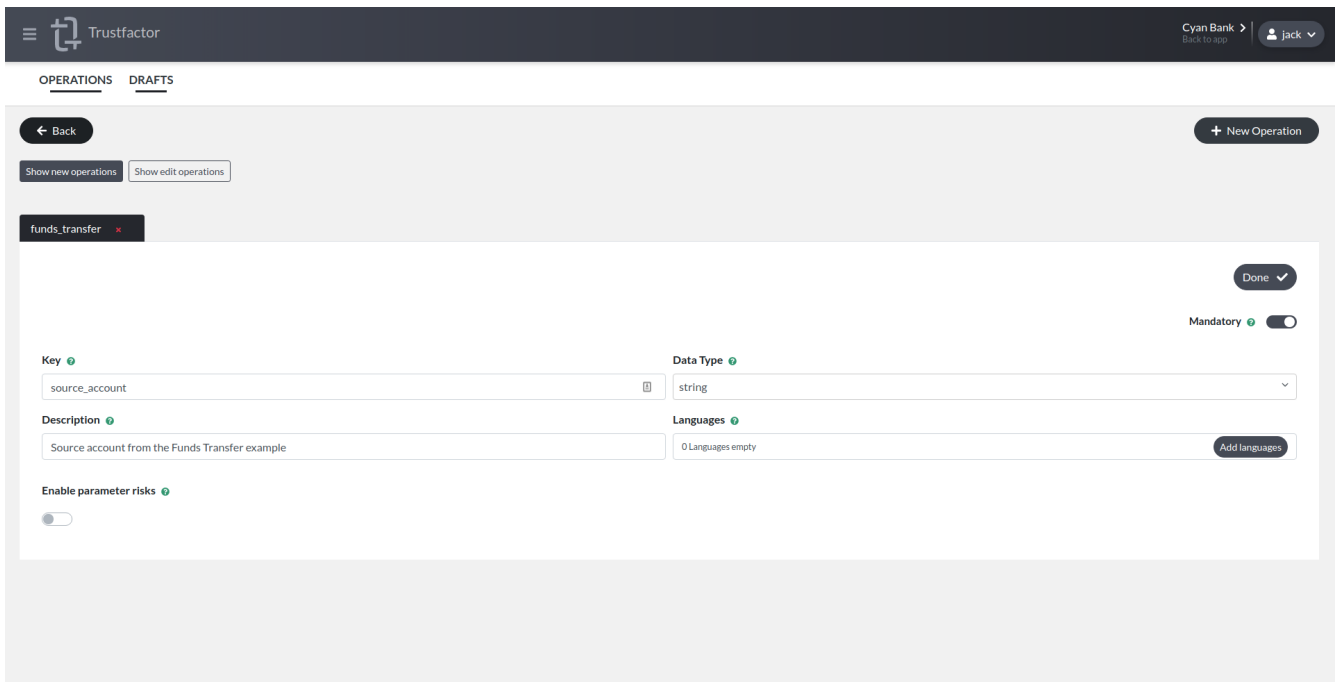 Trustfactor
Cyan Bank
Back to app
jack
OPERATIONS DRAFTS
Back
New Operation
Show new operations Show edit operations
funds_transfer
Done
Mandatory
Key
Data Type
source_account
string
Description
Languages
Source account from the Funds Transfer example
0 Languages empty
Add languages
Enable parameter risks